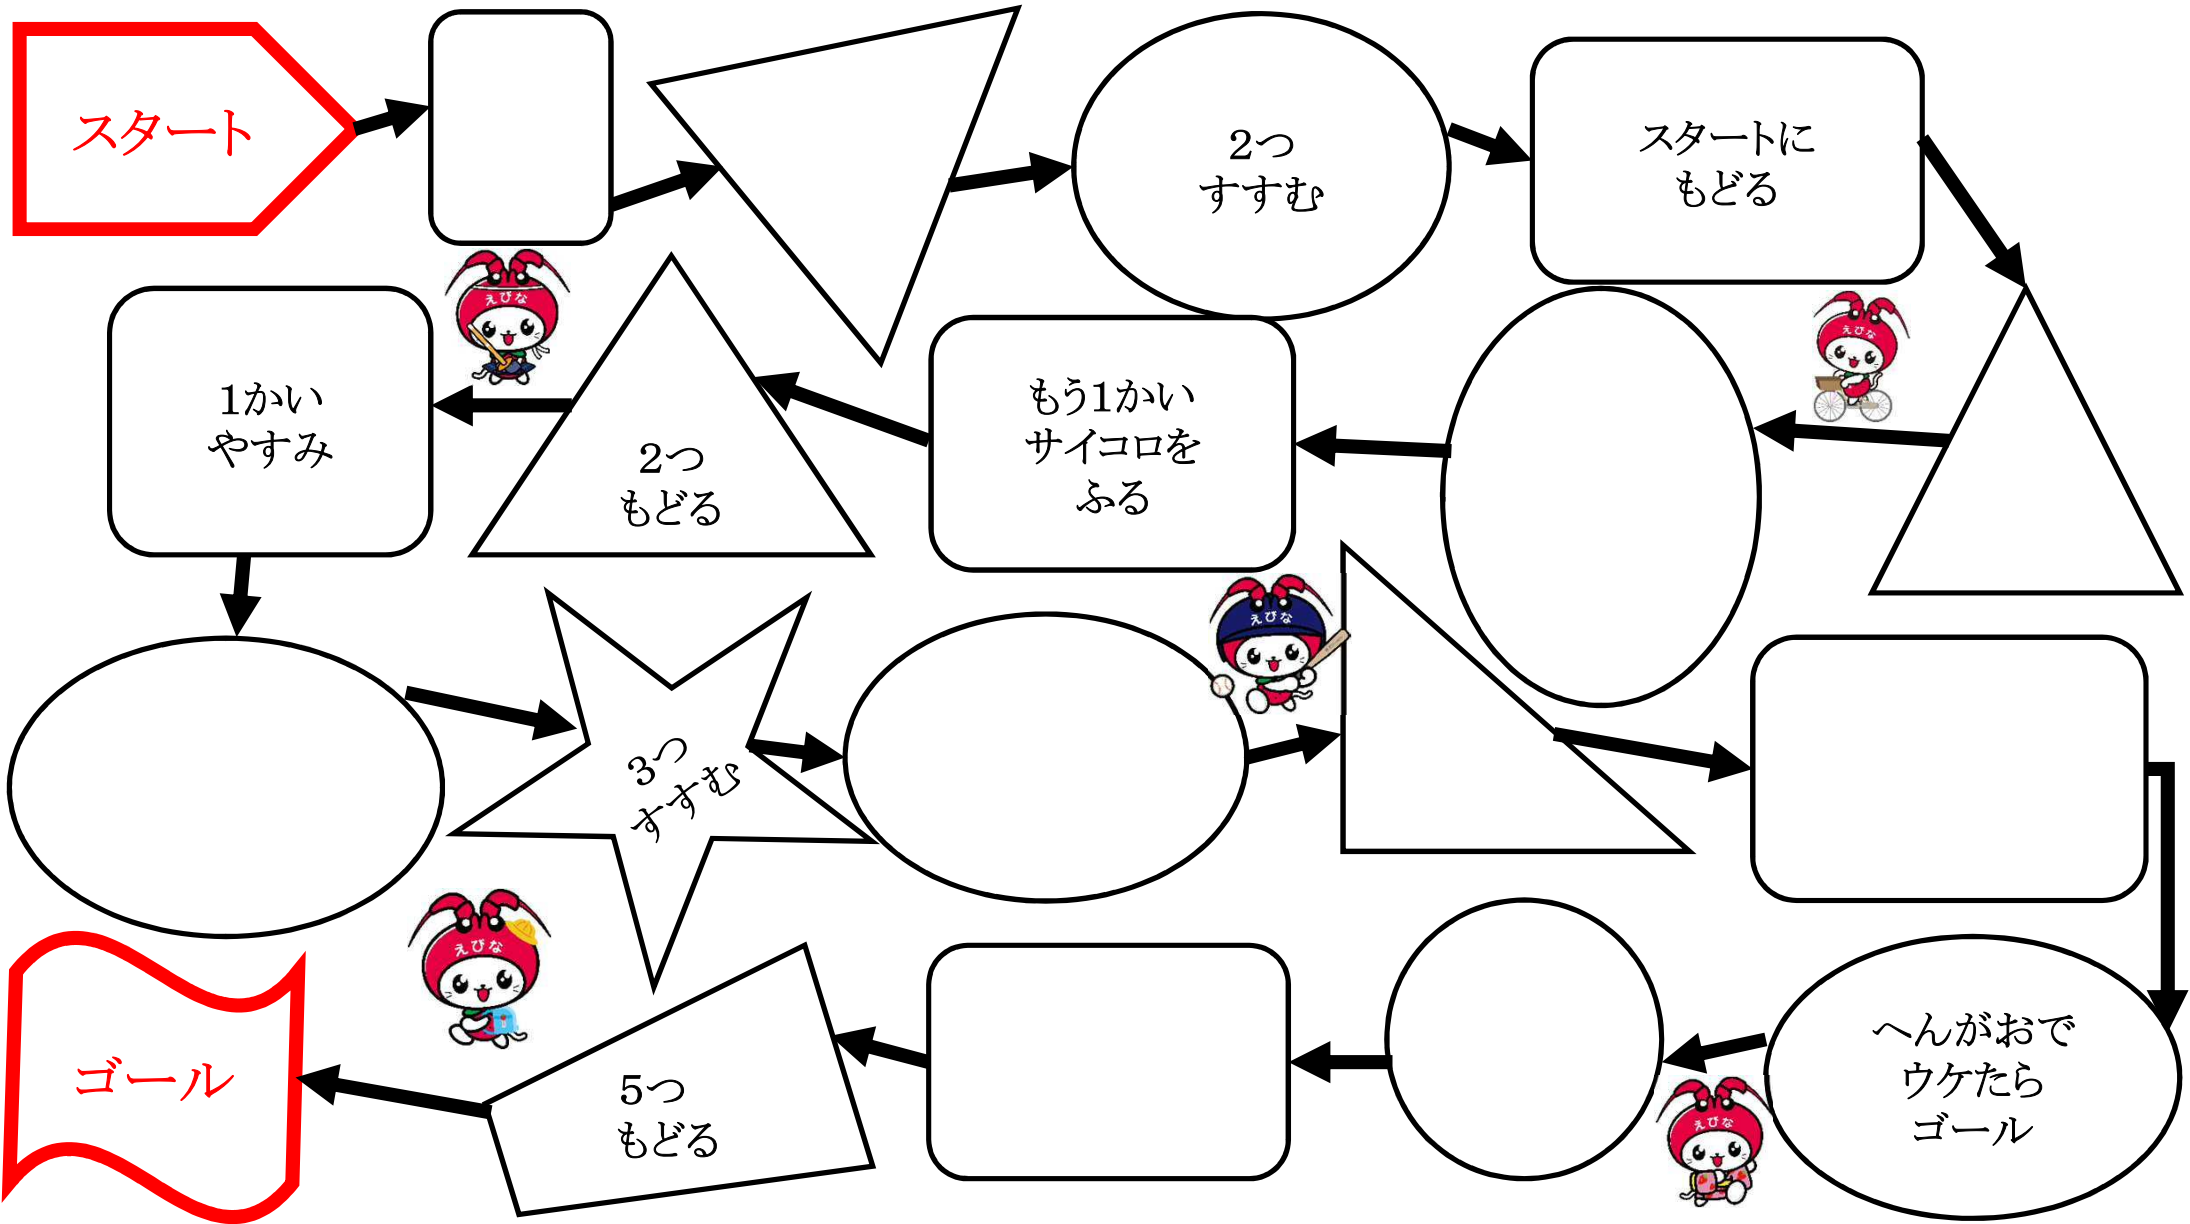 スタート
2つ
すすむ
スタートに
もどる
えびな
えびな
1かい
やすみ
2つ
もどる
もう1かい
サイコロを
ふる
えびな
3つ
すすむ
えびな
ゴール
5つ
もどる
へんがおで
ウケたら
ゴール
えびな